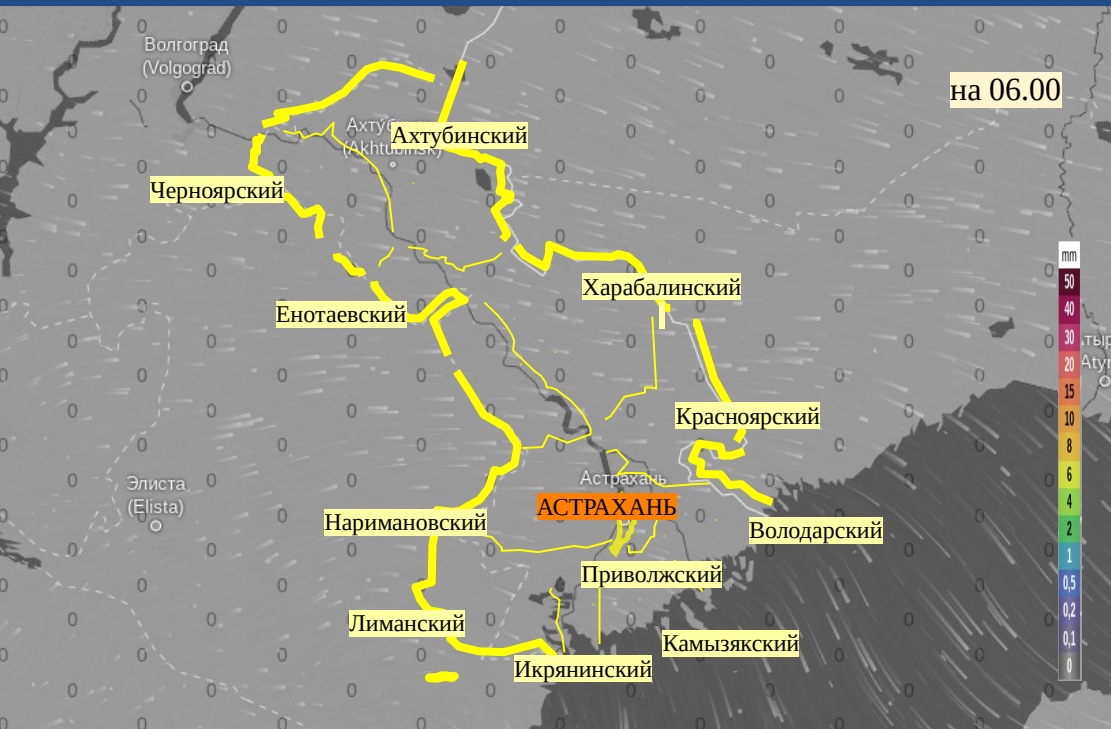 Волгоград
(Volgograd)
на 06.00
Ахтубинский
(Akhtubinsk)
Черноярский
mm
50
40
30
20
15
10
8
6
4
2
1
0,5
0,2
0,1
0
Харабалинский
Енотаевский
Красноярский
Элиста
(Elista)
Астрахань
АСТРАХАНЬ
Наримановский
Володарский
Приволжский
Лиманский
Камызякский
Икрянинский